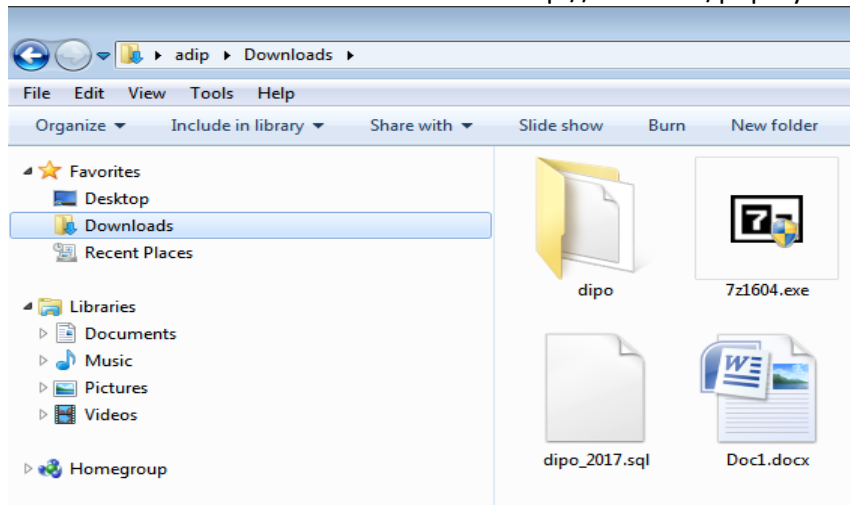 adip Downloads
File Edit View Tools Help
Organize Include in library Share with Slide show Burn New folder
Favorites
Desktop
Downloads
Recent Places
Libraries
Documents
Music
Pictures
Videos
Homegroup
dipo
7z1604.exe
dipo_2017.sql
Doc1.docx